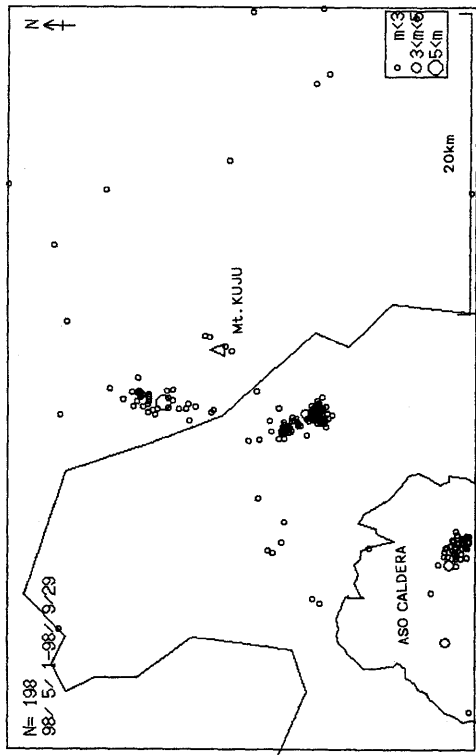 N= 198
98/ 5/ 1-98/ 9/29
N
m<3
3<m<5
5<m
20km
Mt. KUJU
ASO CALDERA